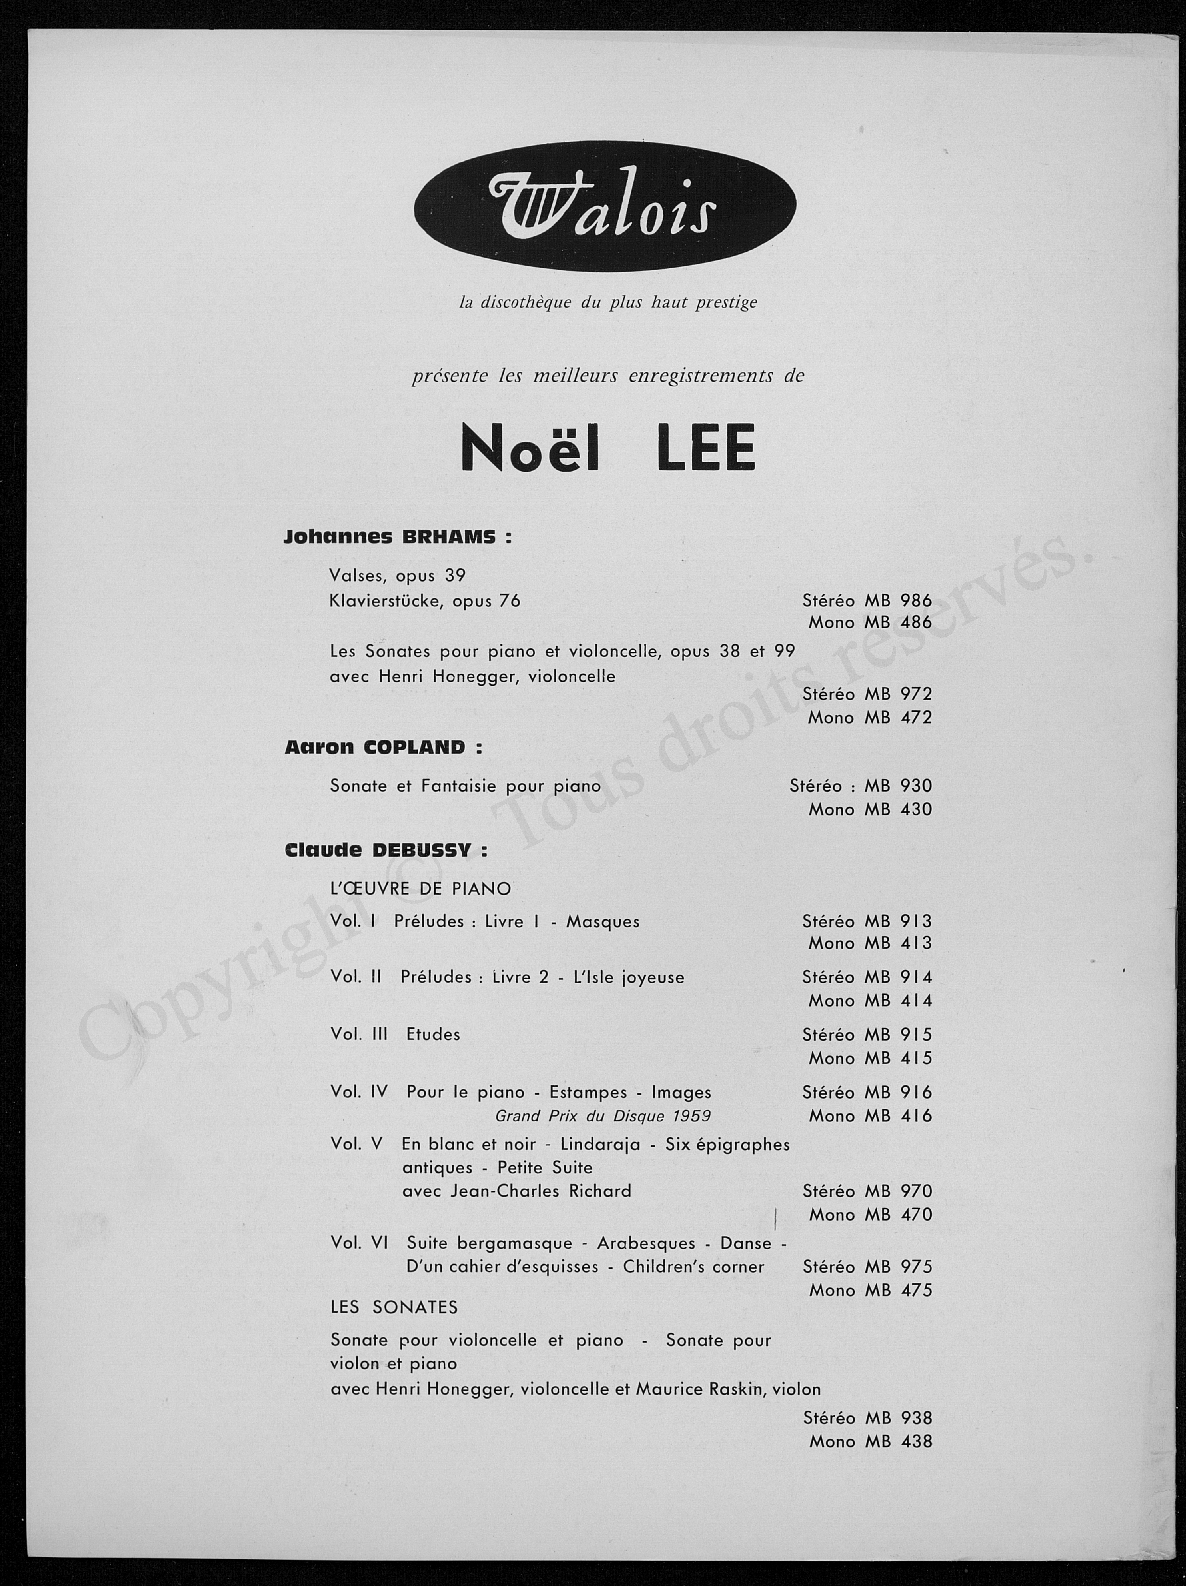 Valois
la discothèque du plus haut prestige
présente les meilleurs enregistrements de
Noël LEE
Johannes BRHAMS :
Valses, opus 39
Klavierstücke, opus 76 Stéréo MB 986
Mono MB 486
Les Sonates pour piano et violoncelle, opus 38 et 99
avec Henri Honegger, violoncelle
Stéréo MB 972
Mono MB 472
Aaron COPLAND :
Sonate et Fantaisie pour piano Stéréo : MB 930
Mono MB 430
Claude DEBUSSY :
L'ŒUVRE DE PIANO
Vol. I Préludes : Livre I - Masques Stéréo MB 913
Mono MB 413
Vol. II Préludes : Livre 2 - L'Isle joyeuse Stéréo MB 914
Mono MB 414
Vol. III Etudes Stéréo MB 915
Mono MB 415
Vol. IV Pour le piano - Estampes - Images Stéréo MB 916
Grand Prix du Disque 1959 Mono MB 416
Vol. V En blanc et noir - Lindaraja - Six épigraphes
antiques - Petite Suite
avec Jean-Charles Richard Stéréo MB 970
Mono MB 470
Vol. VI Suite bergamasque - Arabesques - Danse -
D'un cahier d'esquisses - Children's corner Stéréo MB 975
Mono MB 475
LES SONATES
Sonate pour violoncelle et piano - Sonate pour
violon et piano
avec Henri Honegger, violoncelle et Maurice Raskin, violon
Stéréo MB 938
Mono MB 438
Copyright © - Tous droits réservés.